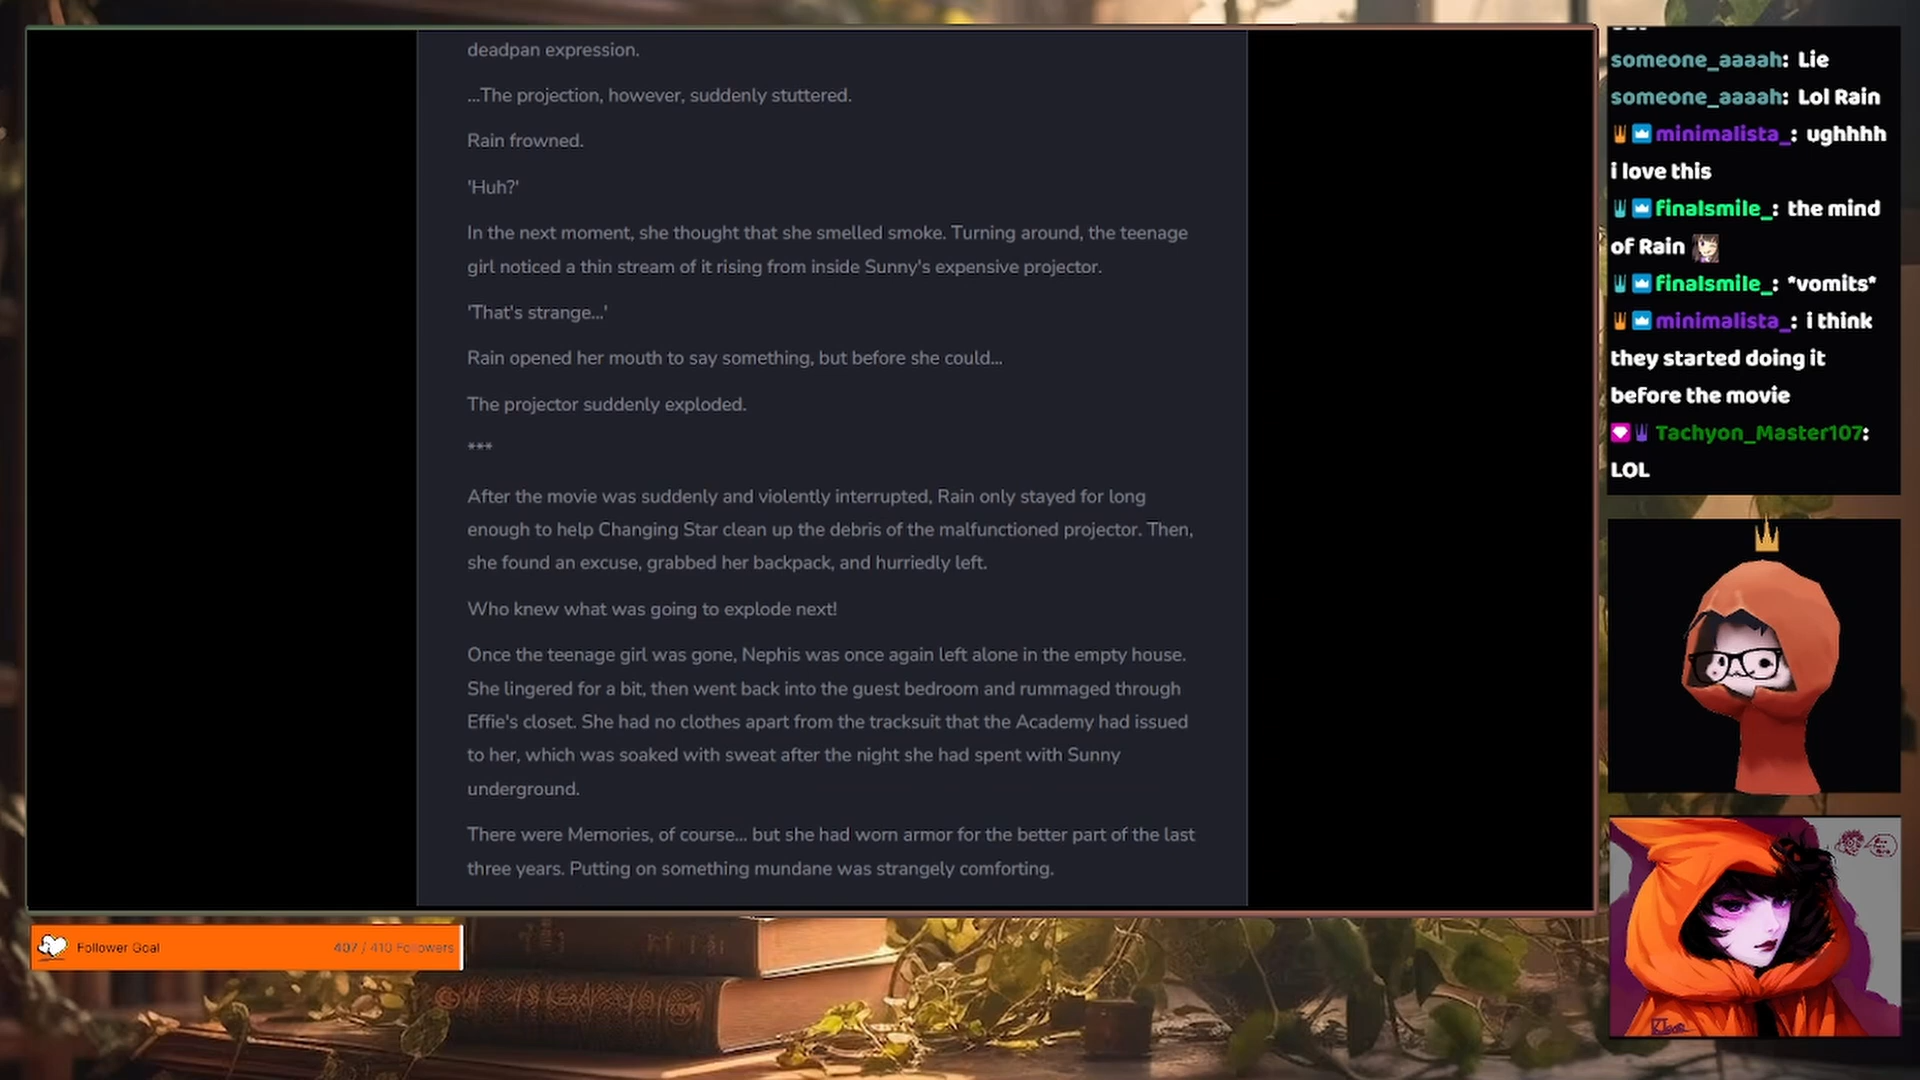 deadpan expression.
...The projection, however, suddenly stuttered.
Rain frowned.
'Huh?'
In the next moment, she thought that she smelled smoke. Turning around, the teenage
girl noticed a thin stream of it rising from inside Sunny's expensive projector.
'That's strange...'
Rain opened her mouth to say something, but before she could...
The projector suddenly exploded.
***
After the movie was suddenly and violently interrupted, Rain only stayed for long
enough to help Changing Star clean up the debris of the malfunctioned projector. Then,
she found an excuse, grabbed her backpack, and hurriedly left.
Who knew what was going to explode next!
Once the teenage girl was gone, Nephis was once again left alone in the empty house.
She lingered for a bit, then went back into the guest bedroom and rummaged through
Effie's closet. She had no clothes apart from the tracksuit that the Academy had issued
to her, which was soaked with sweat after the night she had spent with Sunny
underground.
There were Memories, of course... but she had worn armor for the better part of the last
three years. Putting on something mundane was strangely comforting.
someone_aaaah: Lie
someone_aaaah: Lol Rain
minimalista_: ughhhh
i love this
finalsmile_: the mind
of Rain
finalsmile_: *vomits*
minimalista_: i think
they started doing it
before the movie
Tachyon_Master107:
LOL
Follower Goal
407 / 410 Followers